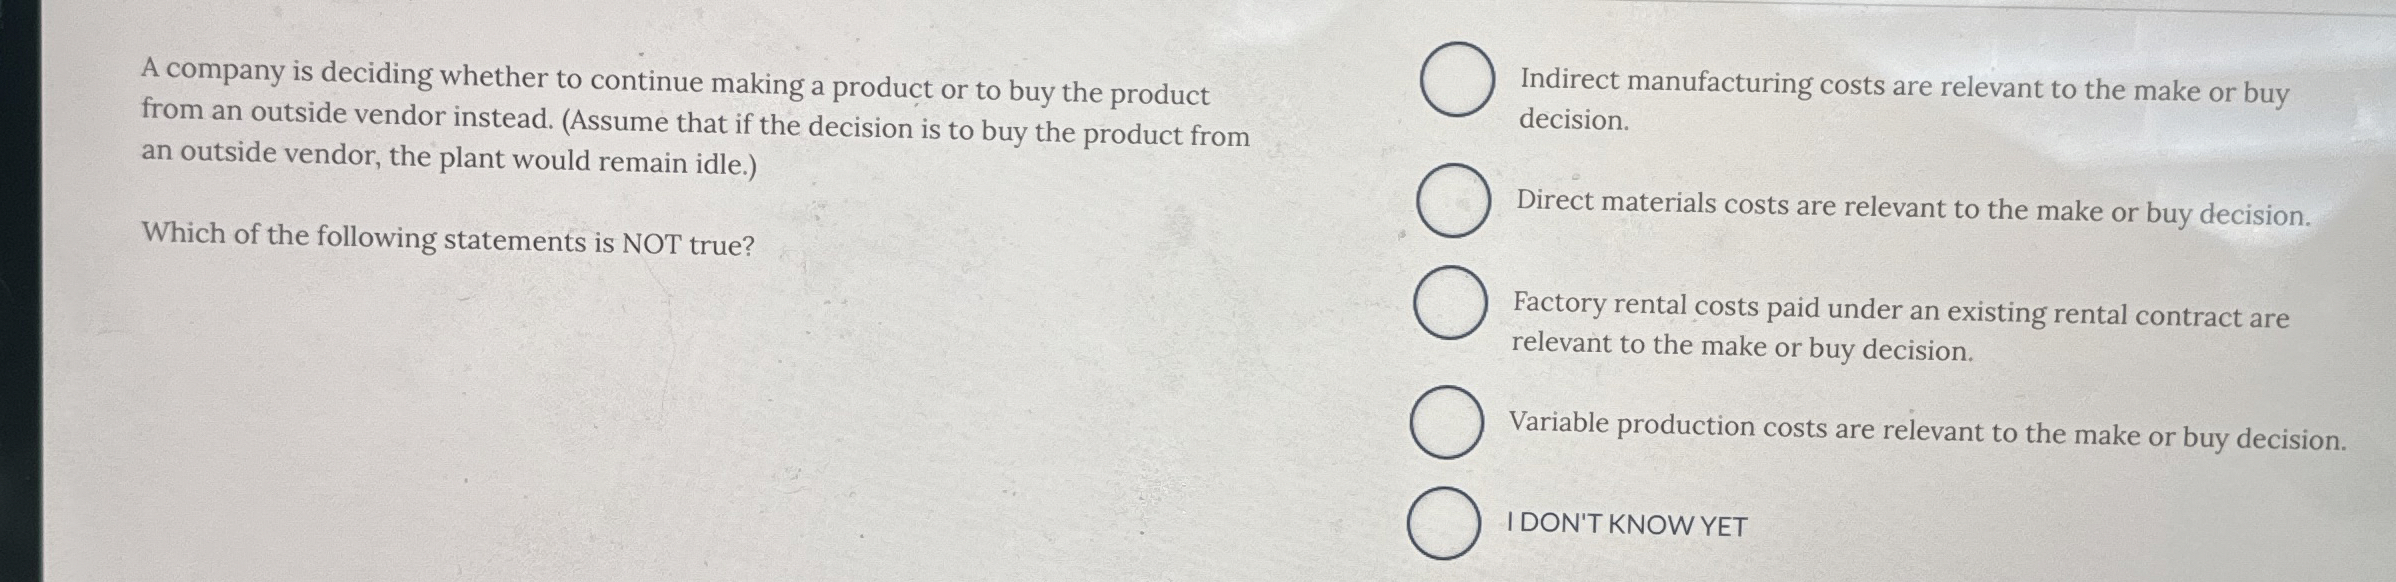 A company is deciding whether to continue making a product or to buy the product
from an outside vendor instead. (Assume that if the decision is to buy the product from
an outside vendor, the plant would remain idle.)
Which of the following statements is NOT true?
Indirect manufacturing costs are relevant to the make or buy
decision.
Direct materials costs are relevant to the make or buy decision.
Factory rental costs paid under an existing rental contract are
relevant to the make or buy decision.
Variable production costs are relevant to the make or buy decision.
I DON'T KNOW YET